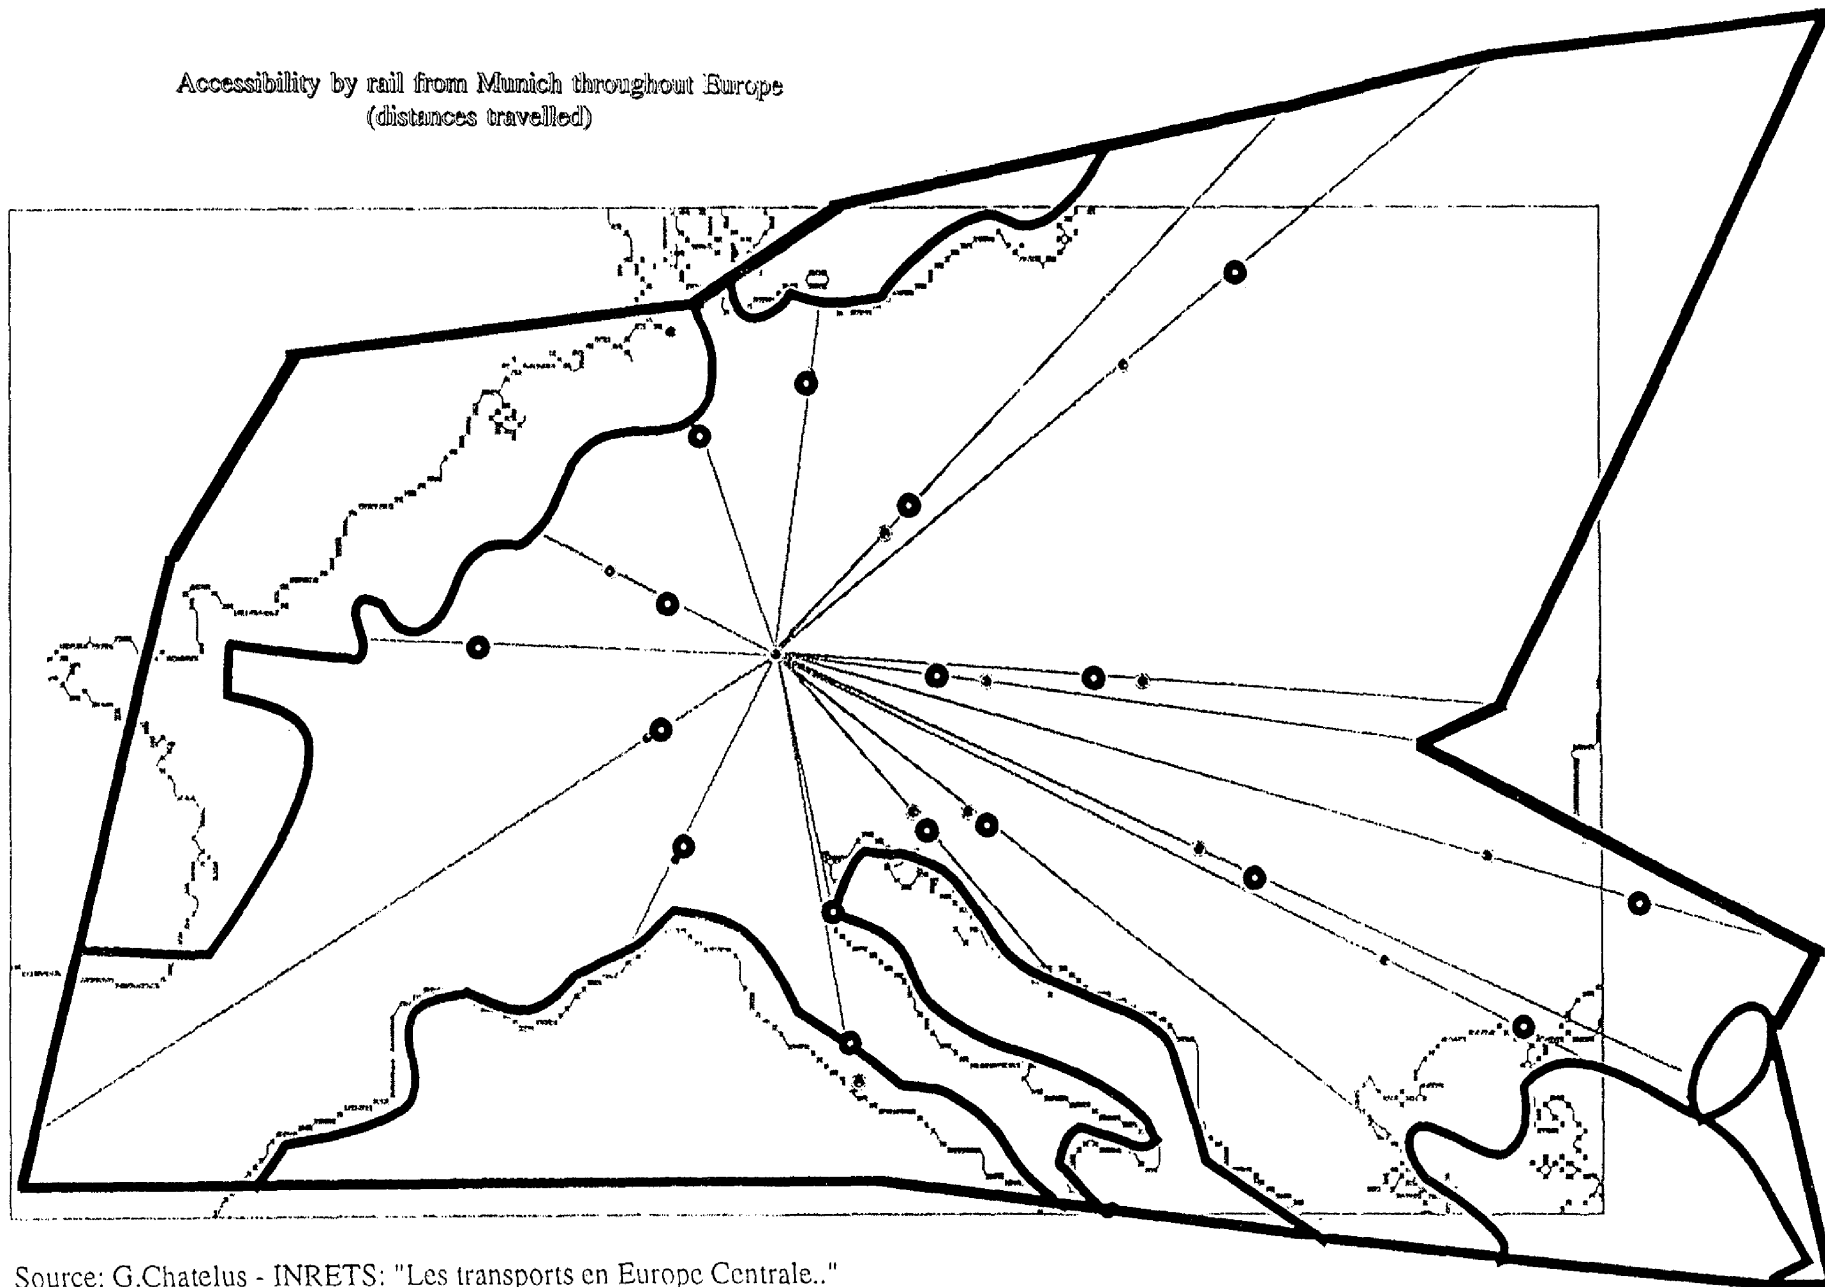 Accessibility by rail from Munich throughout Europe
(distances travelled)
Source: G.Chatelus - INRETS: "Les transports en Europe Centrale.."